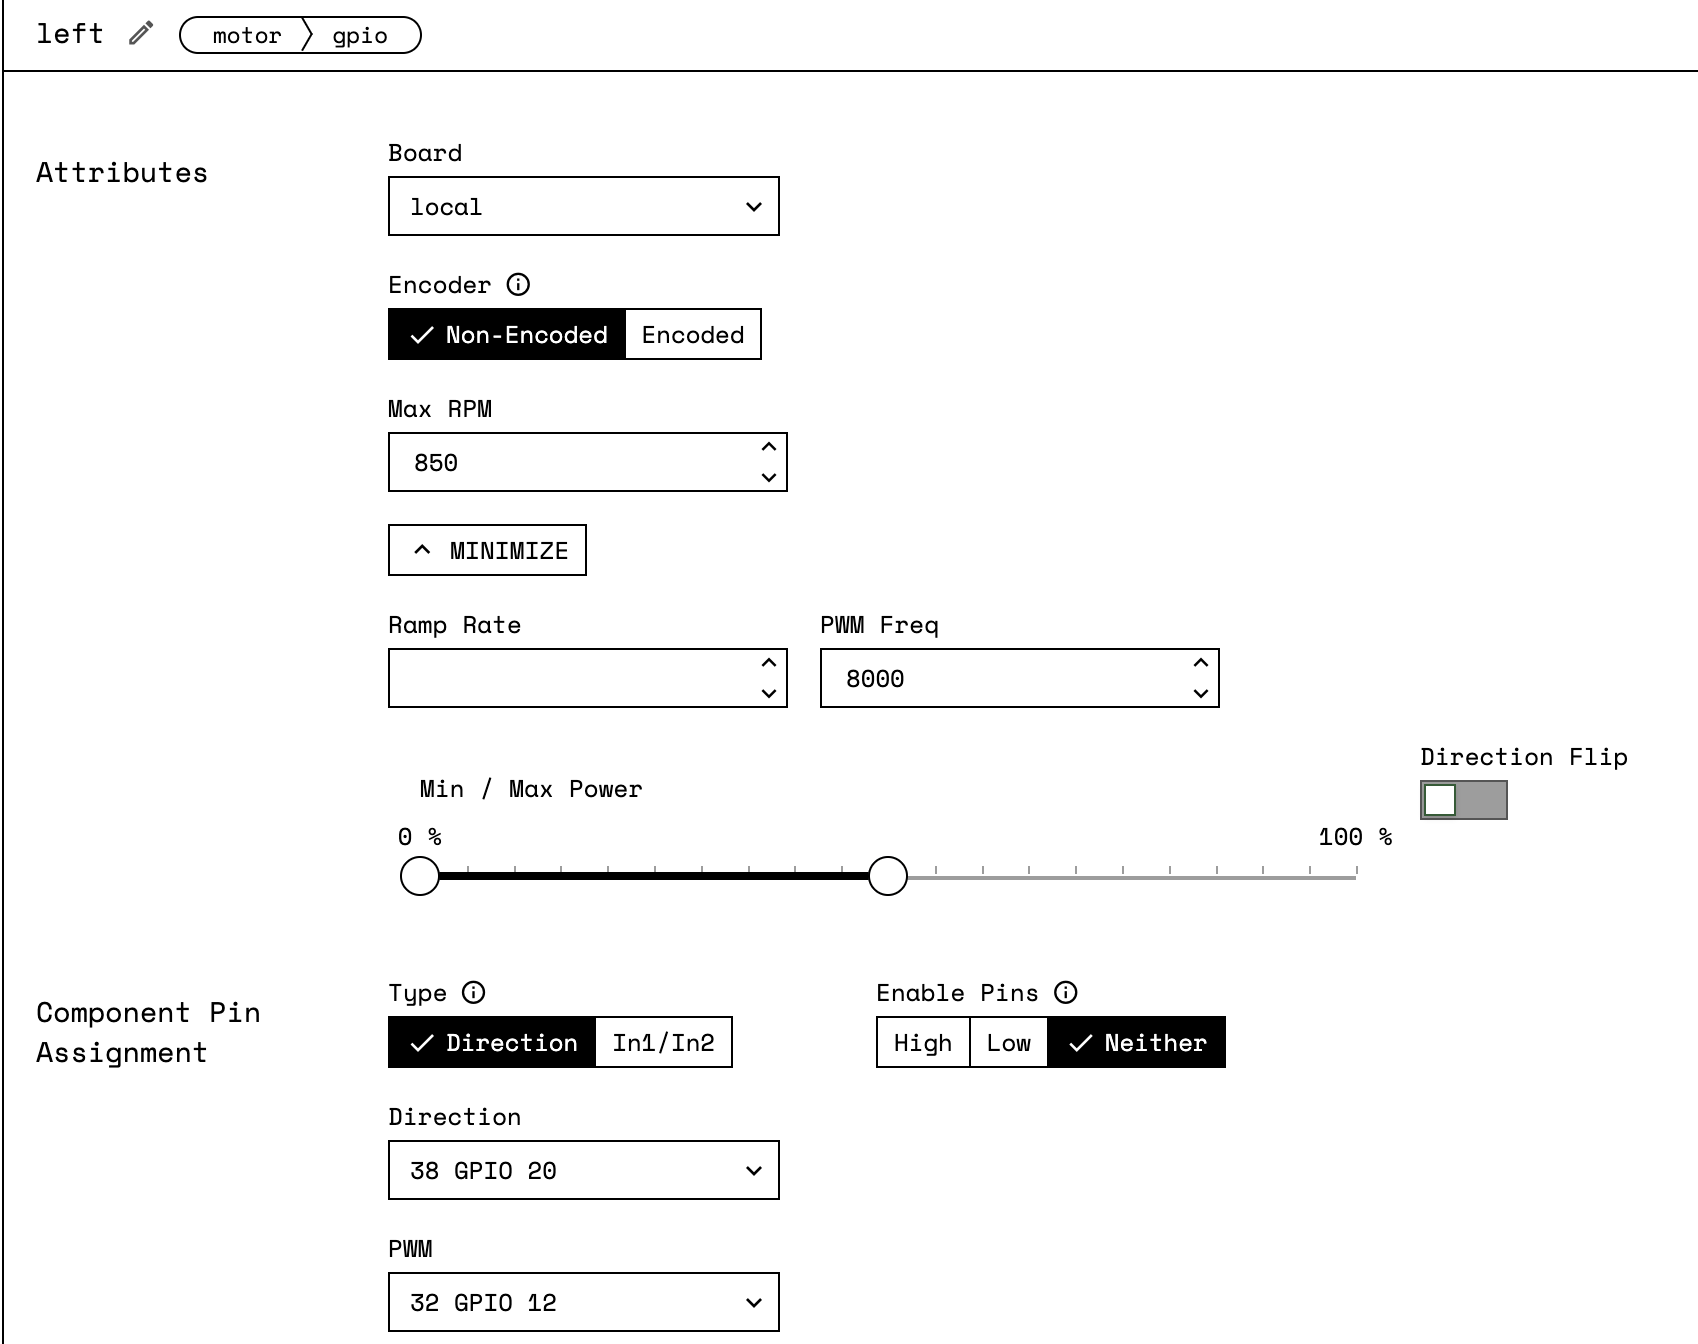 left motor gpio
Attributes
Board
local
Encoder
Non-Encoded Encoded
Max RPM
850
MINIMIZE
Ramp Rate PWM Freq
8000
Direction Flip
Min / Max Power
0 % 100 %
Component Pin
Assignment
Type Enable Pins
Direction In1/In2 High Low Neither
Direction
38 GPIO 20
PWM
32 GPIO 12